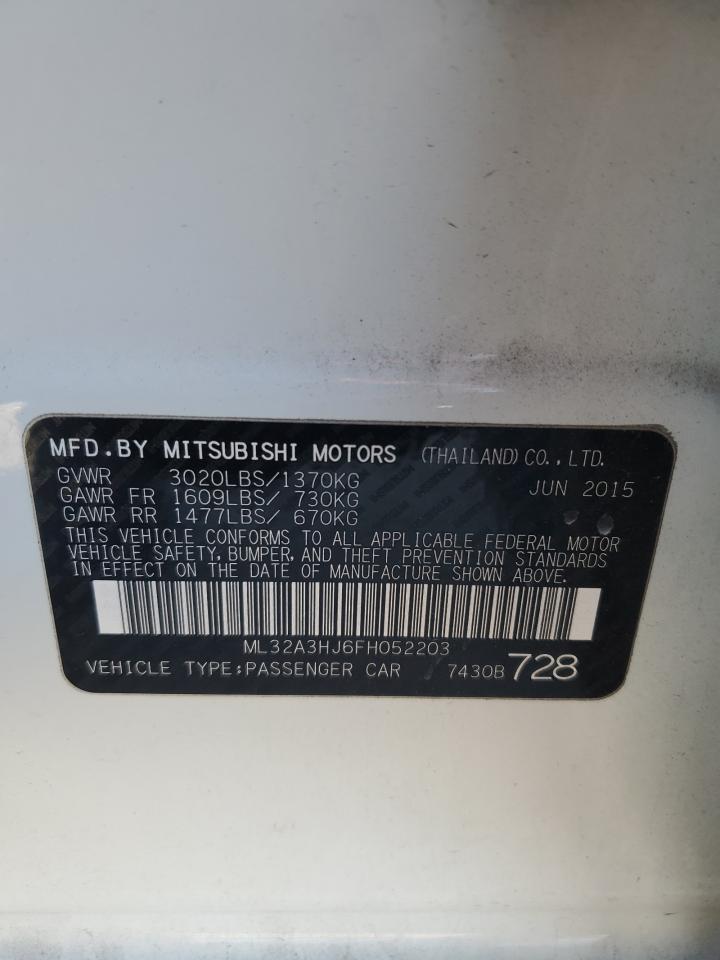 MFD.BY MITSUBISHI MOTORS (THAILAND)CO.,LTD.
GVWR 3020LBS/1370KG JUN 2015
GAWR FR 1609LBS/ 730KG
GAWR RR 1477LBS/ 670KG
THIS VEHICLE CONFORMS TO ALL APPLICABLE FEDERAL MOTOR
VEHICLE SAFETY, BUMPER, AND THEFT PREVENTION STANDARDS
IN EFFECT ON THE DATE OF MANUFACTURE SHOWN ABOVE.
ML32A3HJ6FH052203
VEHICLE TYPE:PASSENGER CAR 7430B 728